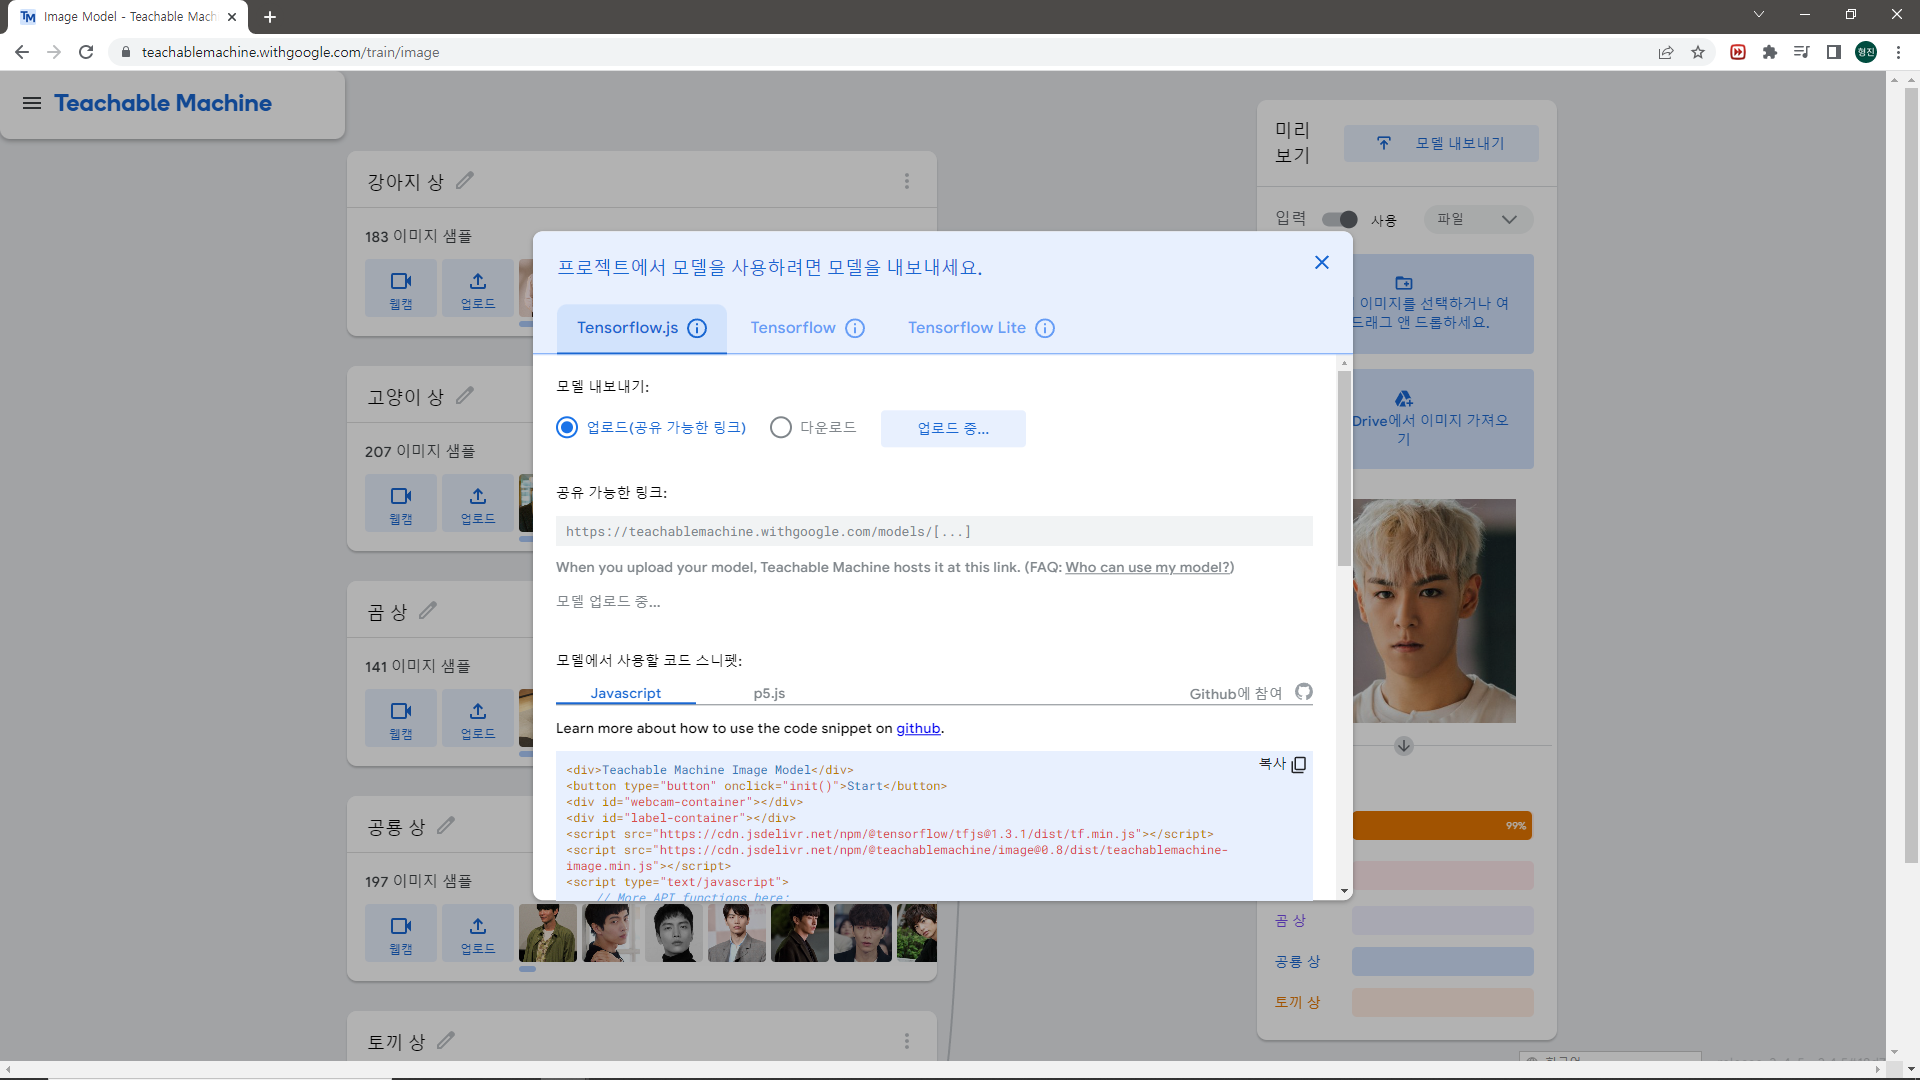 Image Model - Teachable Mach
teachablemachine.withgoogle.com/train/image
형진
Teachable Machine
강아지 상
183 이미지 샘플
웹캠
업로드
고양이 상
207 이미지 샘플
웹캠
업로드
곰 상
141 이미지 샘플
웹캠
업로드
공룡 상
197 이미지 샘플
웹캠
업로드
토끼 상
프로젝트에서 모델을 사용하려면 모델을 내보내세요.
Tensorflow.js
Tensorflow
Tensorflow Lite
모델 내보내기:
업로드(공유 가능한 링크)
다운로드
업로드 중...
공유 가능한 링크:
https://teachablemachine.withgoogle.com/models/[...]
When you upload your model, Teachable Machine hosts it at this link. (FAQ: Who can use my model?)
모델 업로드 중...
모델에서 사용할 코드 스니펫:
Javascript
p5.js
Github에 참여
Learn more about how to use the code snippet on github.
복사
<div>Teachable Machine Image Model</div>
<button type="button" onclick="init()">Start</button>
<div id="webcam-container"></div>
<div id="label-container"></div>
<script src="https://cdn.jsdelivr.net/npm/@tensorflow/tfjs@1.3.1/dist/tf.min.js"></script>
<script src="https://cdn.jsdelivr.net/npm/@teachablemachine/image@0.8/dist/teachablemachine-
image.min.js"></script>
<script type="text/javascript">
// More API functions here:
미리
보기
모델 내보내기
입력
사용
파일
이미지를 선택하거나 여
드래그 앤 드롭하세요.
Drive에서 이미지 가져오
기
99%
곰 상
공룡 상
토끼 상
한국어